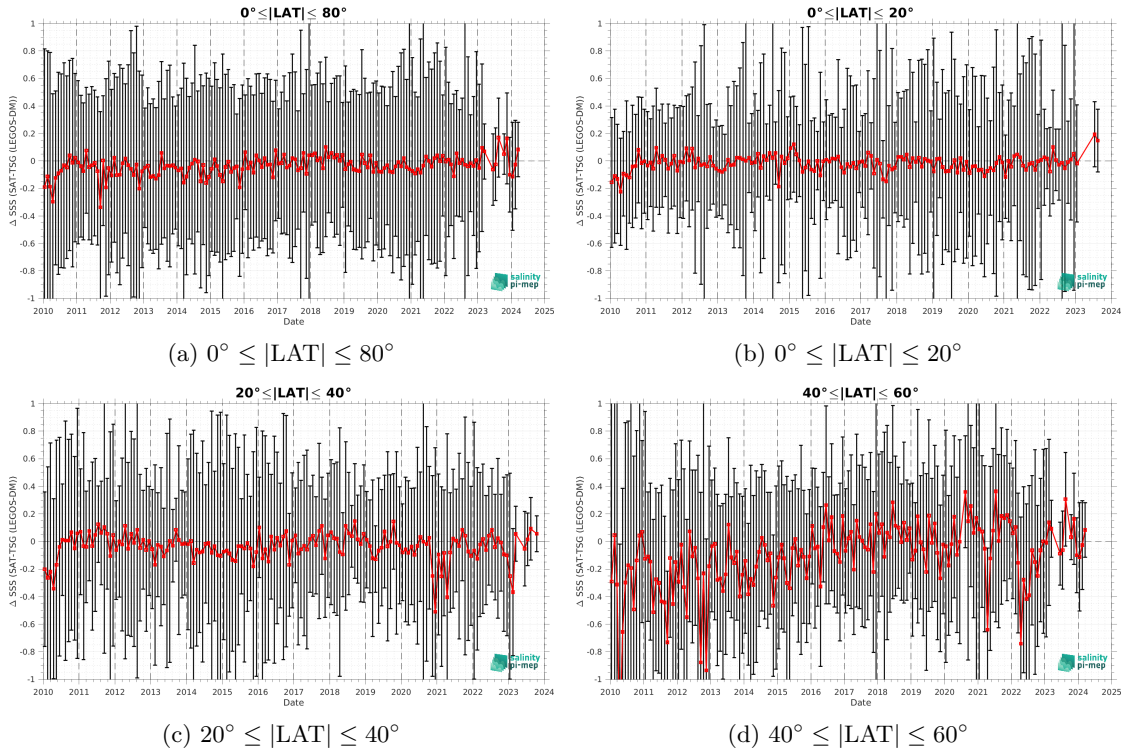 0°≤|LAT|≤ 80°
Δ SSS (SAT-TSG (LEGOS-DM))
1
0.8
0.6
0.4
0.2
0
-0.2
-0.4
-0.6
-0.8
-1
2010 2011 2012 2013 2014 2015 2016 2017 2018 2019 2020 2021 2022 2023 2024 2025
Date
salinity
pi-mep
(a) 0° ≤ |LAT| ≤ 80°
0°≤|LAT|≤ 20°
Δ SSS (SAT-TSG (LEGOS-DM))
1
0.8
0.6
0.4
0.2
0
-0.2
-0.4
-0.6
-0.8
-1
2010 2011 2012 2013 2014 2015 2016 2017 2018 2019 2020 2021 2022 2023 2024
Date
salinity
pi-mep
(b) 0° ≤ |LAT| ≤ 20°
20°≤|LAT|≤ 40°
Δ SSS (SAT-TSG (LEGOS-DM))
1
0.8
0.6
0.4
0.2
0
-0.2
-0.4
-0.6
-0.8
-1
2010 2011 2012 2013 2014 2015 2016 2017 2018 2019 2020 2021 2022 2023 2024
Date
salinity
pi-mep
(c) 20° ≤ |LAT| ≤ 40°
40°≤|LAT|≤ 60°
Δ SSS (SAT-TSG (LEGOS-DM))
1
0.8
0.6
0.4
0.2
0
-0.2
-0.4
-0.6
-0.8
-1
2010 2011 2012 2013 2014 2015 2016 2017 2018 2019 2020 2021 2022 2023 2024 2025
Date
salinity
pi-mep
(d) 40° ≤ |LAT| ≤ 60°